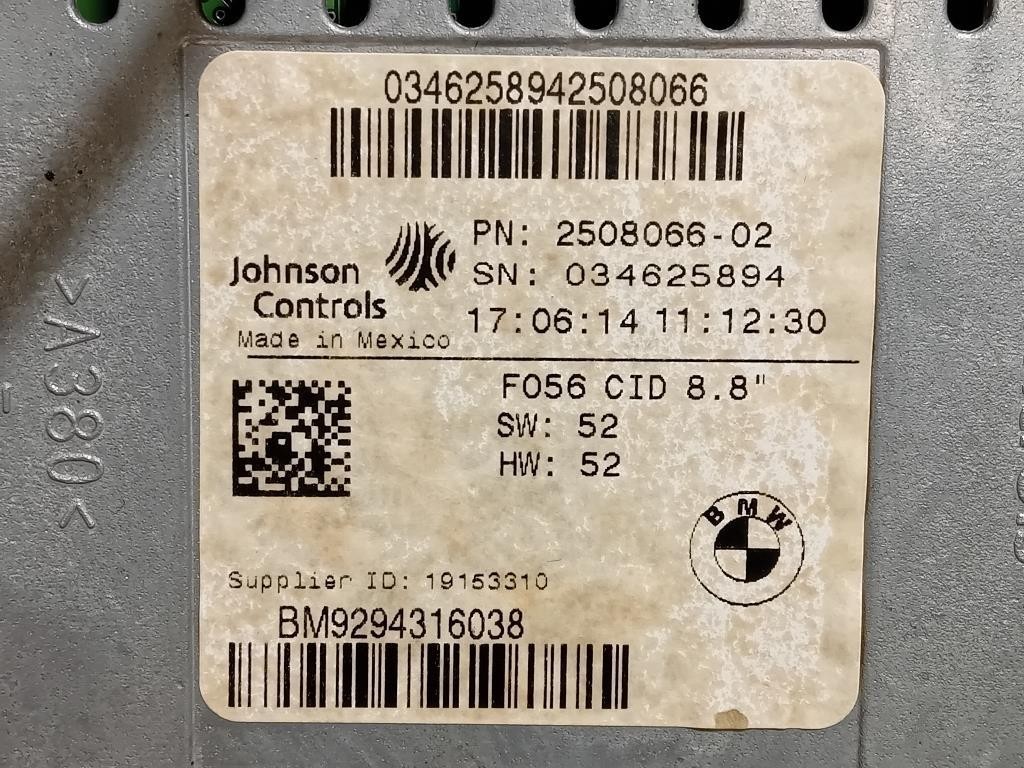 0346258942508066
Johnson
Controls
PN: 2508066-02
SN: 034625894
17:06:14 11:12:30
Made in Mexico
F056 CID 8.8"
SW: 52
HW: 52
BMW
Supplier ID: 19153310
BM9294316038
>A380<